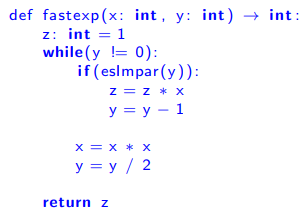 def fastexp(x: int, y: int) → int:
    z: int = 1
    while(y != 0):
        if(esImpar(y)):
            z = z * x
            y = y − 1

        x = x * x
        y = y / 2

    return z